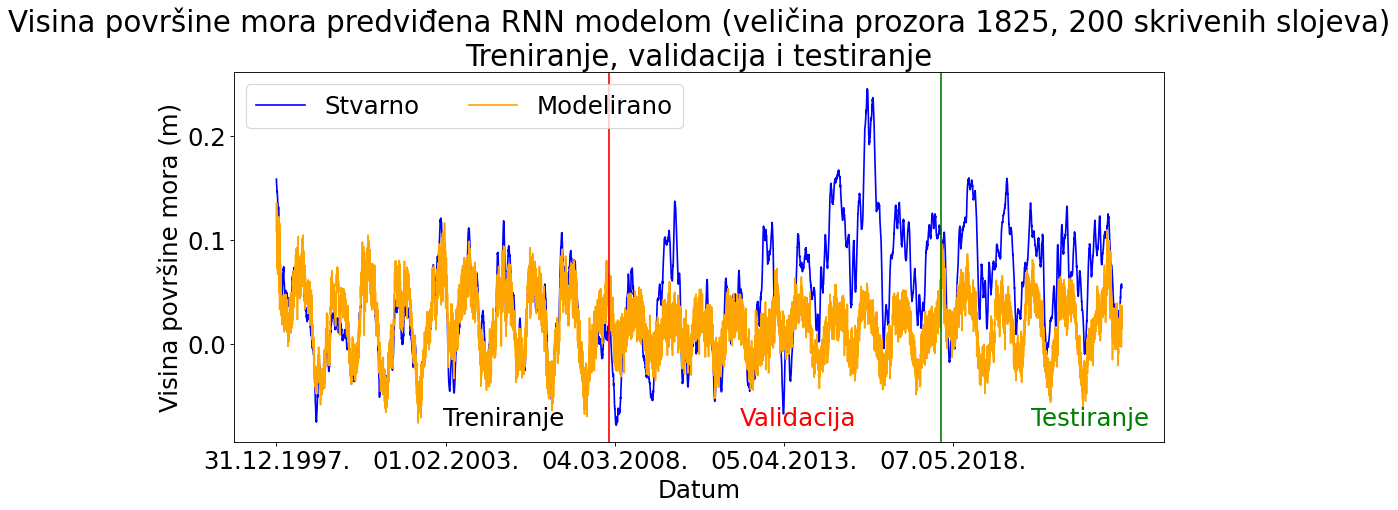 Visina površine mora predviđena RNN modelom (veličina prozora 1825, 200 skrivenih slojeva)
Treniranje, validacija i testiranje
Stvarno
Modelirano
Visina površine mora (m)
0.2
0.1
0.0
Treniranje
Validacija
Testiranje
31.12.1997.
01.02.2003.
04.03.2008.
05.04.2013.
07.05.2018.
Datum